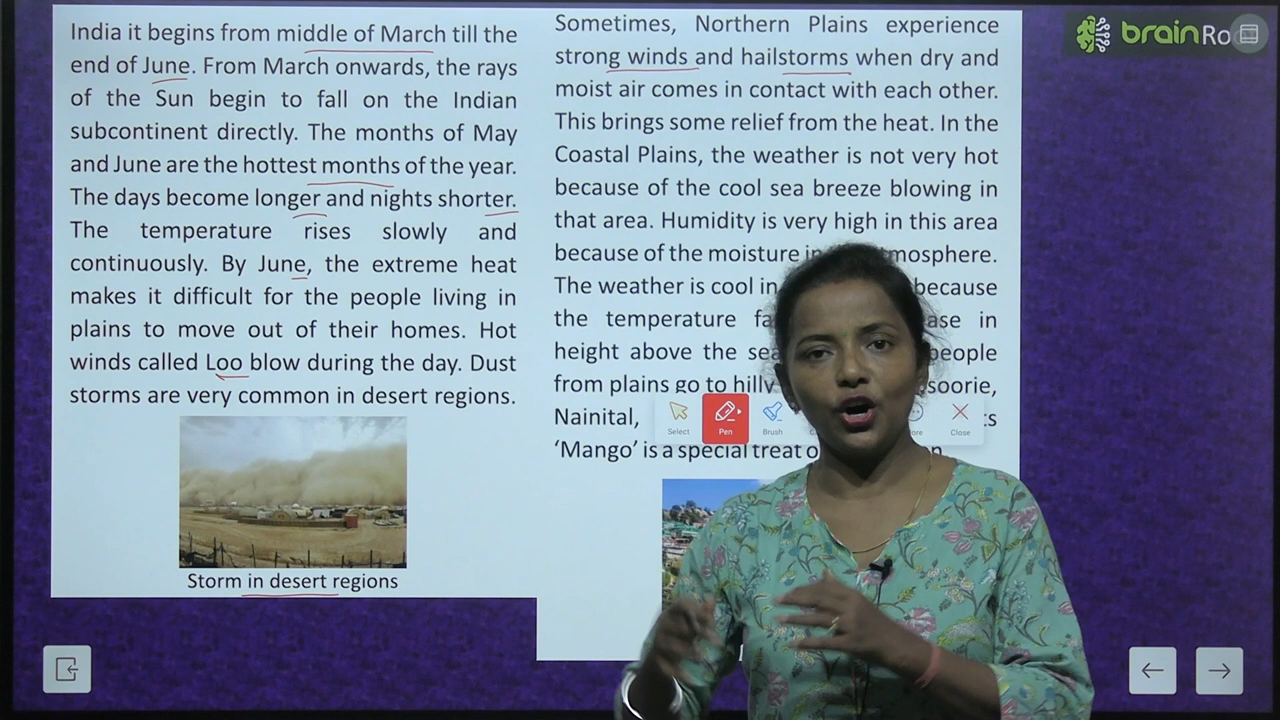 India it begins from middle of March till the
end of June. From March onwards, the rays
of the Sun begin to fall on the Indian
subcontinent directly. The months of May
and June are the hottest months of the year.
The days become longer and nights shorter.
The temperature rises slowly and
continuously. By June, the extreme heat
makes it difficult for the people living in
plains to move out of their homes. Hot
winds called Loo blow during the day. Dust
storms are very common in desert regions.
Storm in desert regions
Sometimes, Northern Plains experience
strong winds and hailstorms when dry and
moist air comes in contact with each other.
This brings some relief from the heat. In the
Coastal Plains, the weather is not very hot
because of the cool sea breeze blowing in
that area. Humidity is very high in this area
because of the moisture in
The weather is cool in because
the temperature in
height above the people
from plains go to hilly
Nainital,
'Mango' is a special treat
Select
Pen
Brush
Close
brain